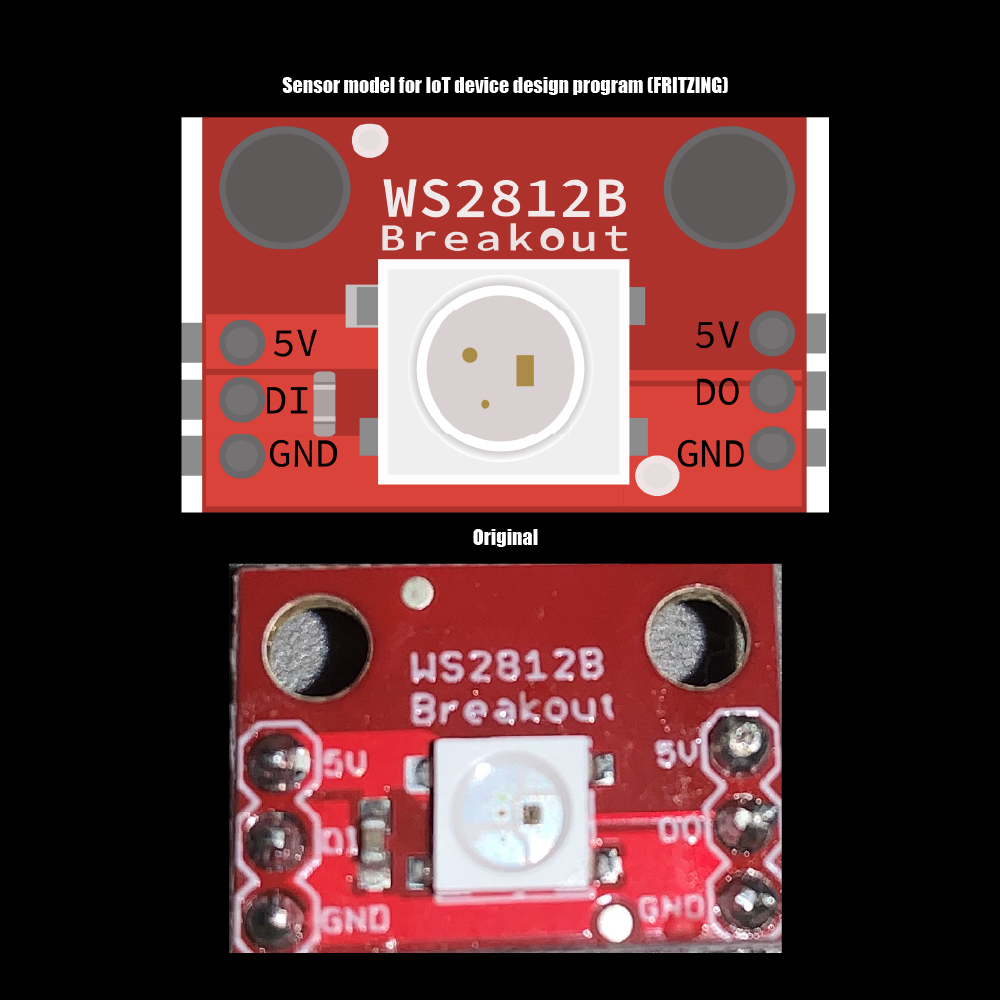 Sensor model for IoT device design program (FRITZING)
WS2812B
Breakout
5V
5V
DI
DO
GND
GND
Original
WS2812B
Breakout
5V
5V
DI
DO
GND
GND